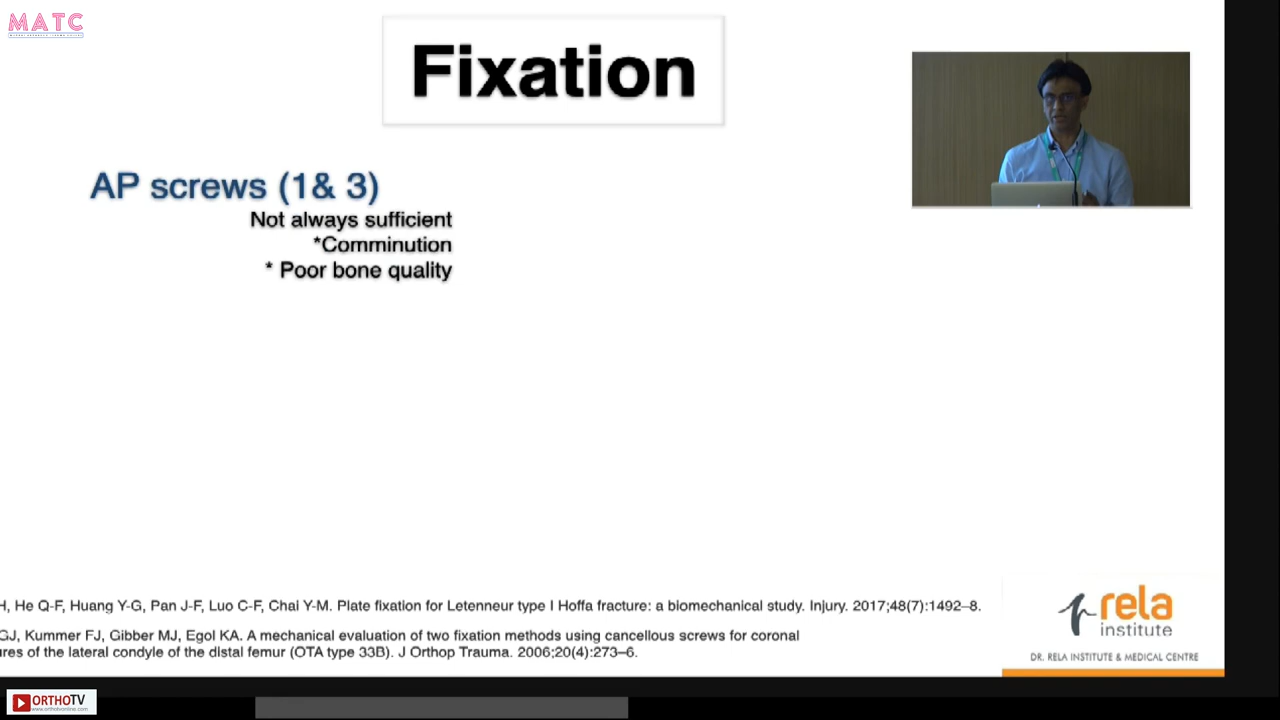 MATC
Fixation
AP screws (1& 3)
Not always sufficient
*Comminution
* Poor bone quality
H, He Q-F, Huang Y-G, Pan J-F, Luo C-F, Chai Y-M. Plate fixation for Letenneur type I Hoffa fracture: a biomechanical study. Injury. 2017;48(7):1492–8.
GJ, Kummer FJ, Gibber MJ, Egol KA. A mechanical evaluation of two fixation methods using cancellous screws for coronal
ures of the lateral condyle of the distal femur (OTA type 33B). J Orthop Trauma. 2006;20(4):273–6.
rela
institute
DR. RELA INSTITUTE & MEDICAL CENTRE
ORTHOTV
www.orthotvonline.com